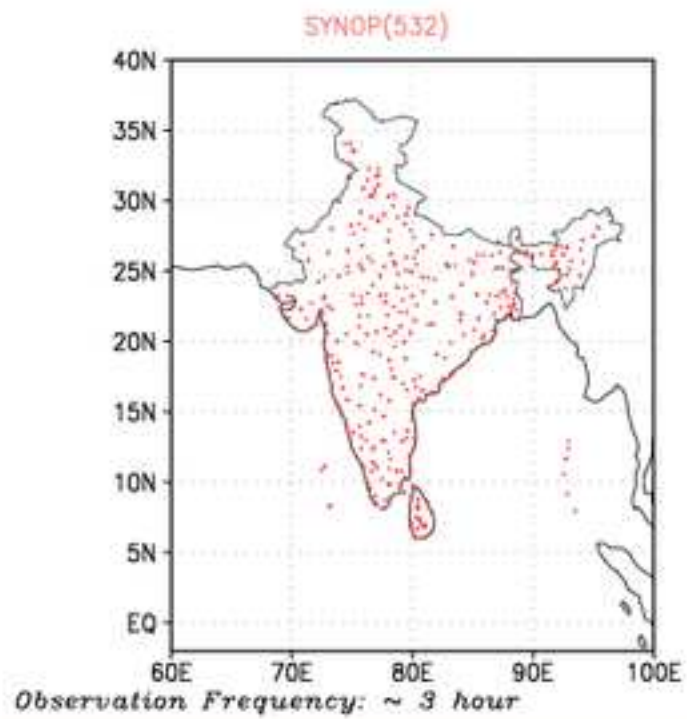 SYNOP(532)
40N
35N
30N
25N
20N
15N
10N
5N
EQ
60E 70E 80E 90E 100E
Observation Frequency: ~ 3 hour